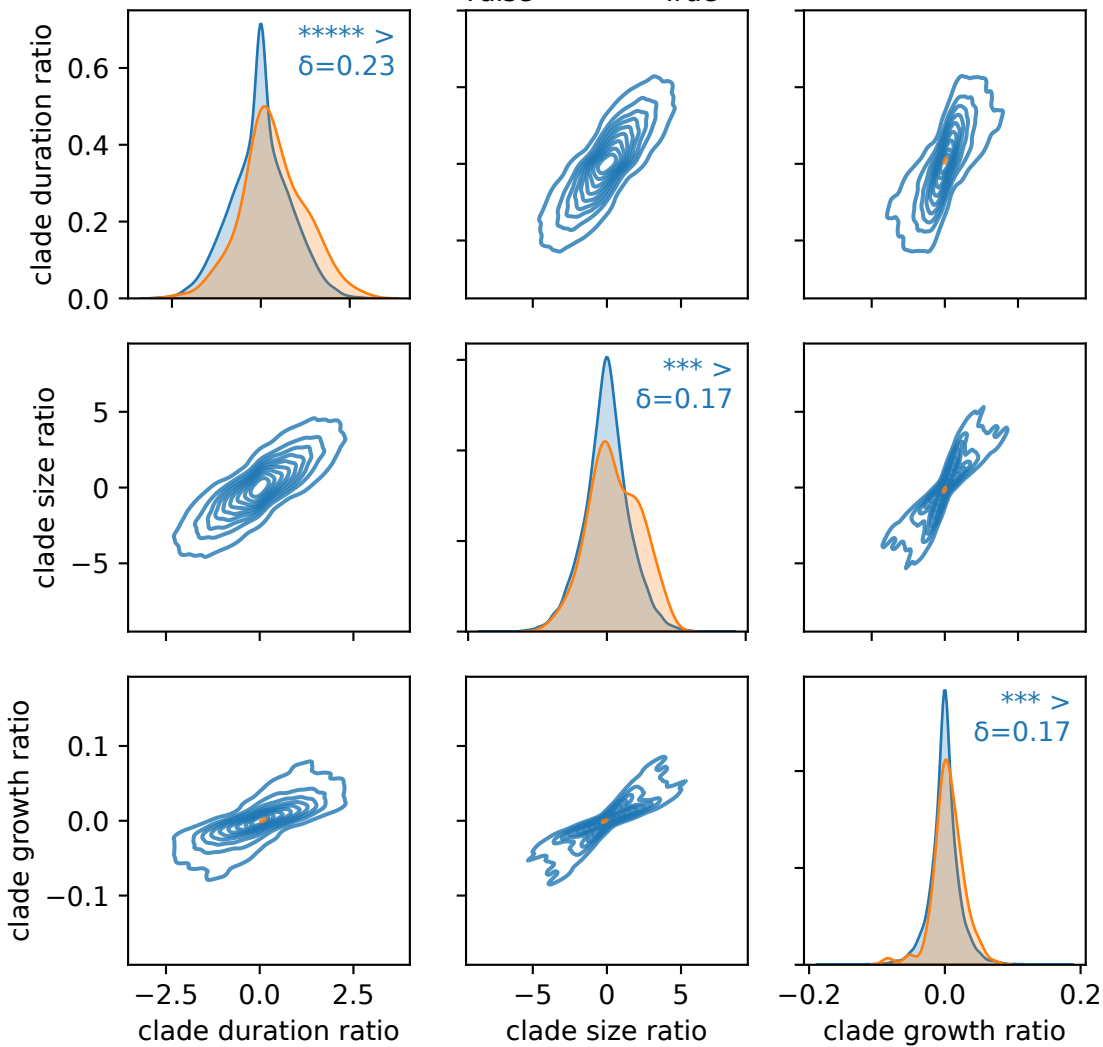 ***** >
δ=0.23
clade duration ratio
0.6
0.4
0.2
0.0
*** >
δ=0.17
clade size ratio
5
0
−5
*** >
δ=0.17
clade growth ratio
0.1
0.0
−0.1
−2.5 0.0 2.5 −5 0 5 −0.2 0.0 0.2
clade duration ratio clade size ratio clade growth ratio